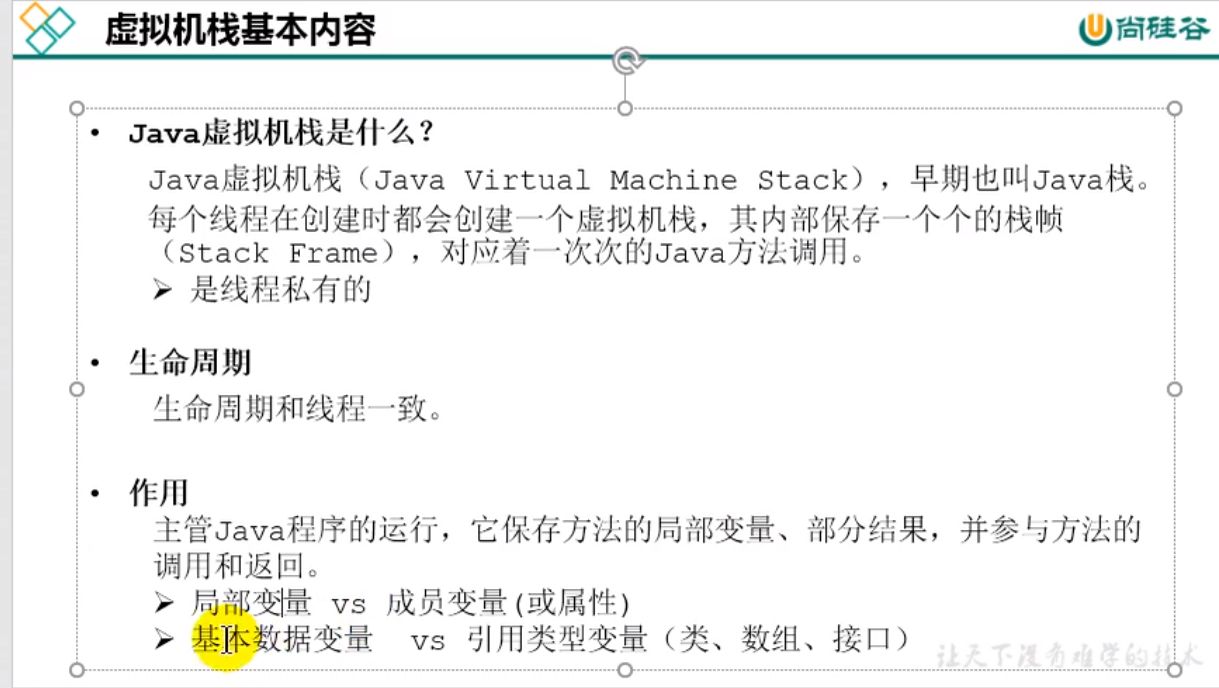 虚拟机栈基本内容
尚硅谷
• Java虚拟机栈是什么？
Java虚拟机栈（Java Virtual Machine Stack），早期也叫Java栈。
每个线程在创建时都会创建一个虚拟机栈，其内部保存一个个的栈帧
（Stack Frame），对应着一次次的Java方法调用。
➢ 是线程私有的
• 生命周期
生命周期和线程一致。
• 作用
主管Java程序的运行，它保存方法的局部变量、部分结果，并参与方法的
调用和返回。
➢ 局部变量 vs 成员变量(或属性)
➢ 基本数据变量 vs 引用类型变量（类、数组、接口）
让天下没有难学的技术